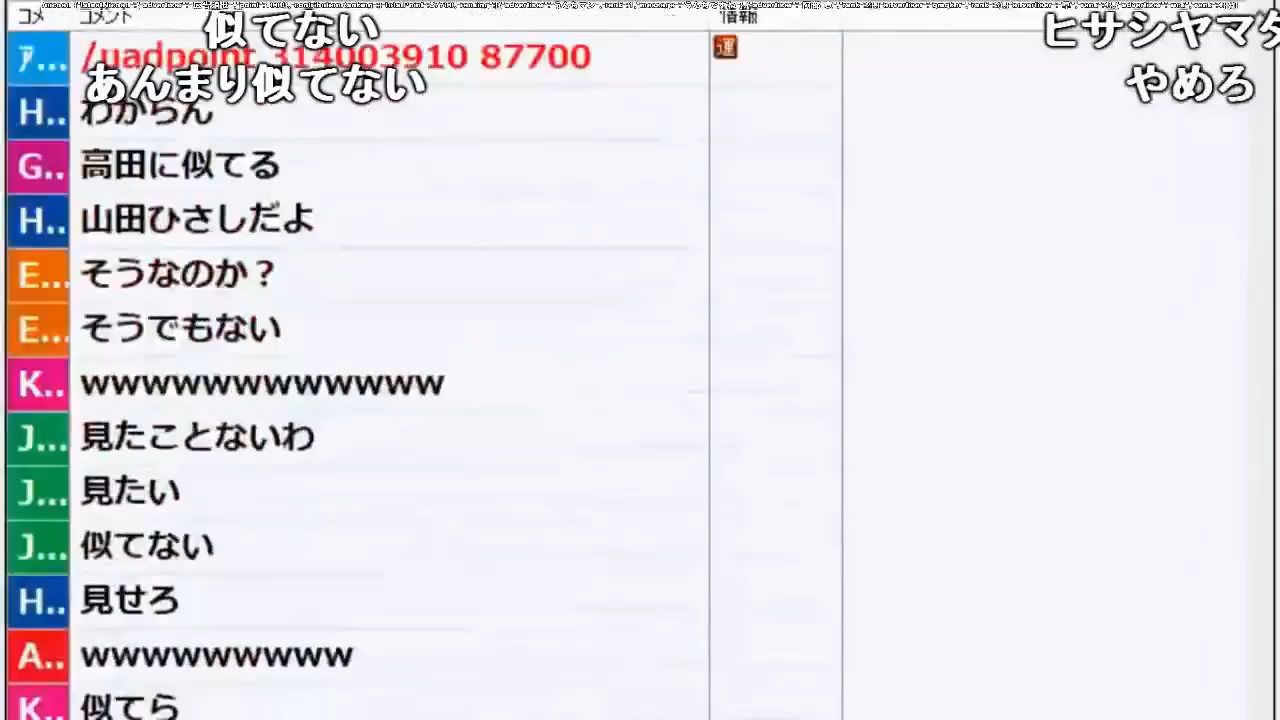 コメ コメント 情報
似てない
ヒサシヤマダ
ア... /uadpoint 314003910 87700 運
あんまり似てない
やめろ
H.. わからん
G.. 高田に似てる
H.. 山田ひさしだよ
E... そうなのか？
E... そうでもない
K.. wwwwwwwwwwww
J... 見たことないわ
J... 見たい
J... 似てない
H.. 見せろ
A.. wwwwwwwww
K.. 似てら